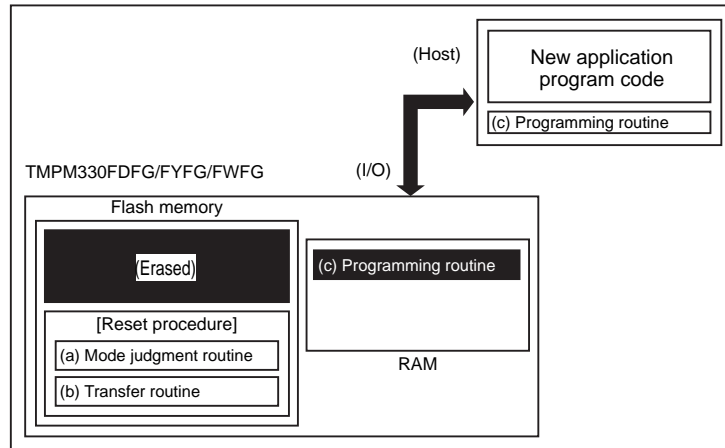 (Host)
New application
program code
(c) Programming routine
TMPM330FDFG/FYFG/FWFG
(I/O)
Flash memory
(Erased)
(c) Programming routine
[Reset procedure]
(a) Mode judgment routine
(b) Transfer routine
RAM